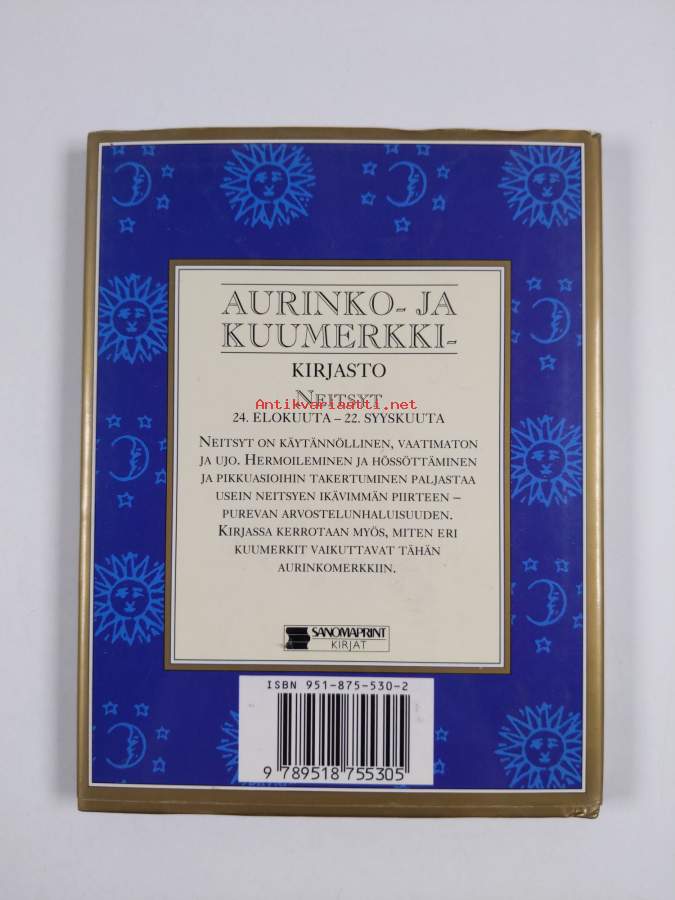 AURINKO- JA
KUUMERKKI-
KIRJASTO
NEITSYT
Antikvariaatti.net
24. ELOKUUTA – 22. SYYSKUUTA
NEITSYT ON KÄYTÄNNÖLLINEN, VAATIMATON
JA UJO. HERMOILEMINEN JA HÖSSÖTTÄMINEN
JA PIKKUASIOIHIN TAKERTUMINEN PALJASTAA
USEIN NEITSYEN IKÄVIMMÄN PIIRTEEN –
PUREVAN ARVOSTELUNHALUISUUDEN.
KIRJASSA KERROTAAN MYÖS, MITEN ERI
KUUMERKIT VAIKUTTAVAT TÄHÄN
AURINKOMERKKIIN.
SANOMAPRINT
KIRJAT
ISBN 951-875-530-2
9 789518 755305